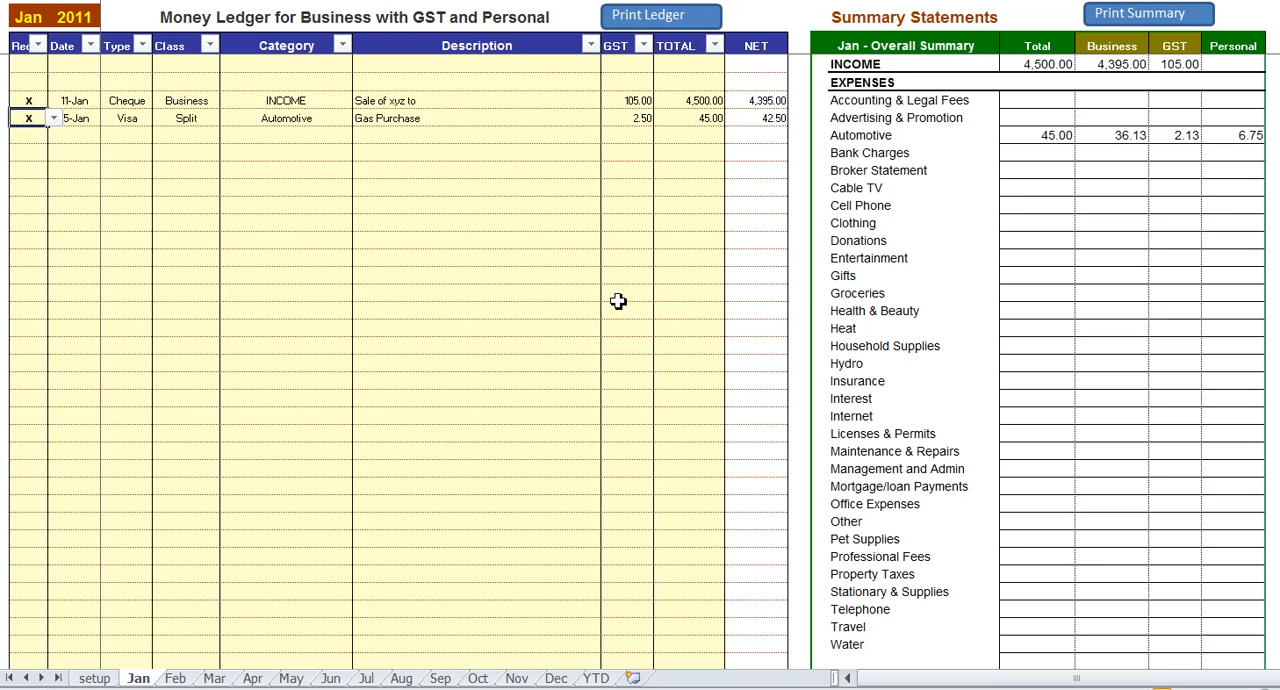 Jan 2011 Money Ledger for Business with GST and Personal Print Ledger Summary Statements Print Summary
Rec Date Type Class Category Description GST TOTAL NET Jan - Overall Summary Total Business GST Personal
INCOME 4,500.00 4,395.00 105.00
EXPENSES
X 11-Jan Cheque Business INCOME Sale of xyz to 105.00 4,500.00 4,395.00 Accounting & Legal Fees
X 5-Jan Visa Split Automotive Gas Purchase 2.50 45.00 42.50 Advertising & Promotion
Automotive 45.00 36.13 2.13 6.75
Bank Charges
Broker Statement
Cable TV
Cell Phone
Clothing
Donations
Entertainment
Gifts
Groceries
Health & Beauty
Heat
Household Supplies
Hydro
Insurance
Interest
Internet
Licenses & Permits
Maintenance & Repairs
Management and Admin
Mortgage/loan Payments
Office Expenses
Other
Pet Supplies
Professional Fees
Property Taxes
Stationary & Supplies
Telephone
Travel
Water
setup Jan Feb Mar Apr May Jun Jul Aug Sep Oct Nov Dec YTD